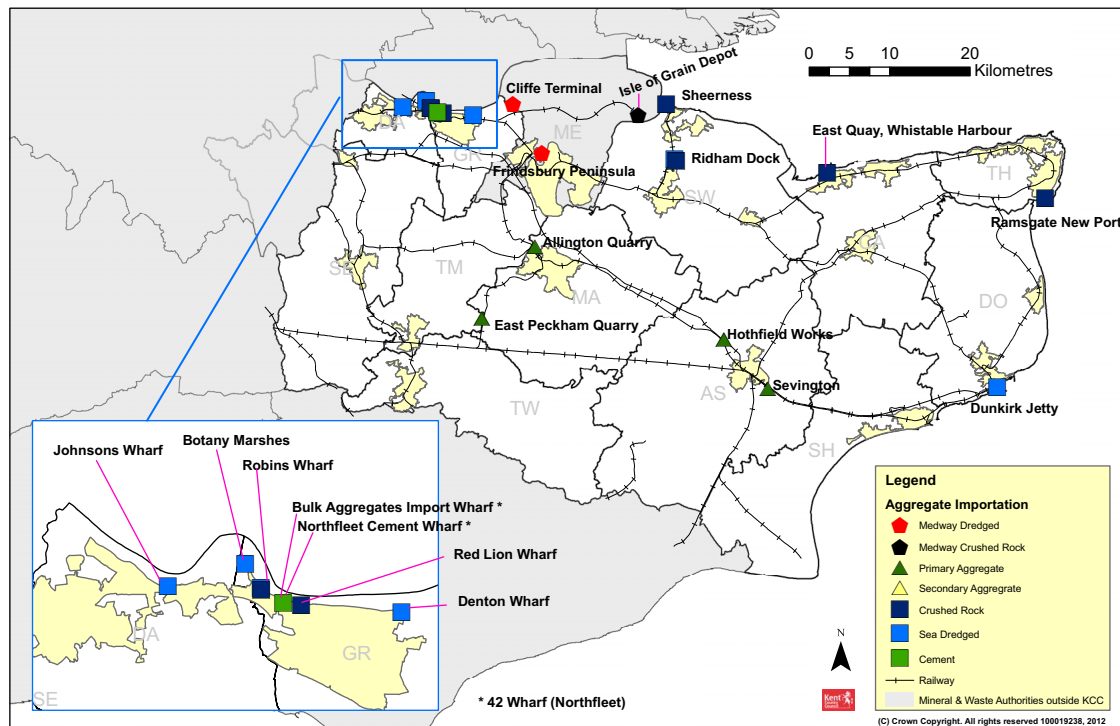 0 5 10 20
Kilometres
Isle of Grain Depot
Cliffe Terminal
Sheerness
DA
ME
East Quay, Whistable Harbour
GR
Ridham Dock
TH
Frindsbury Peninsula
SW
Ramsgate New Port
Allington Quarry
CA
SE
TM
MA
DO
East Peckham Quarry
Hothfield Works
Sevington
AS
TW
Dunkirk Jetty
SH
Botany Marshes
Johnsons Wharf
Robins Wharf
Bulk Aggregates Import Wharf *
Northfleet Cement Wharf *
Red Lion Wharf
Denton Wharf
DA
GR
SE
* 42 Wharf (Northfleet)
N
Kent
County
Council
Legend
Aggregate Importation
Medway Dredged
Medway Crushed Rock
Primary Aggregate
Secondary Aggregate
Crushed Rock
Sea Dredged
Cement
Railway
Mineral & Waste Authorities outside KCC
(C) Crown Copyright. All rights reserved 100019238, 2012